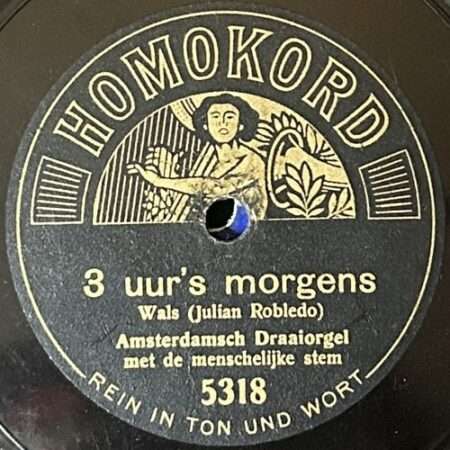 HOMOKORD
3 uur's morgens
Wals (Julian Robledo)
Amsterdamsch Draaiorgel
met de menschelijke stem
5318
REIN IN TON UND WORT